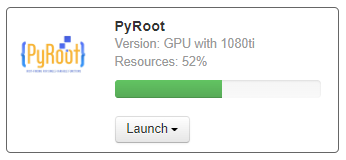 {PyRoot}
PyRoot
Version: GPU with 1080ti
Resources: 52%
Launch